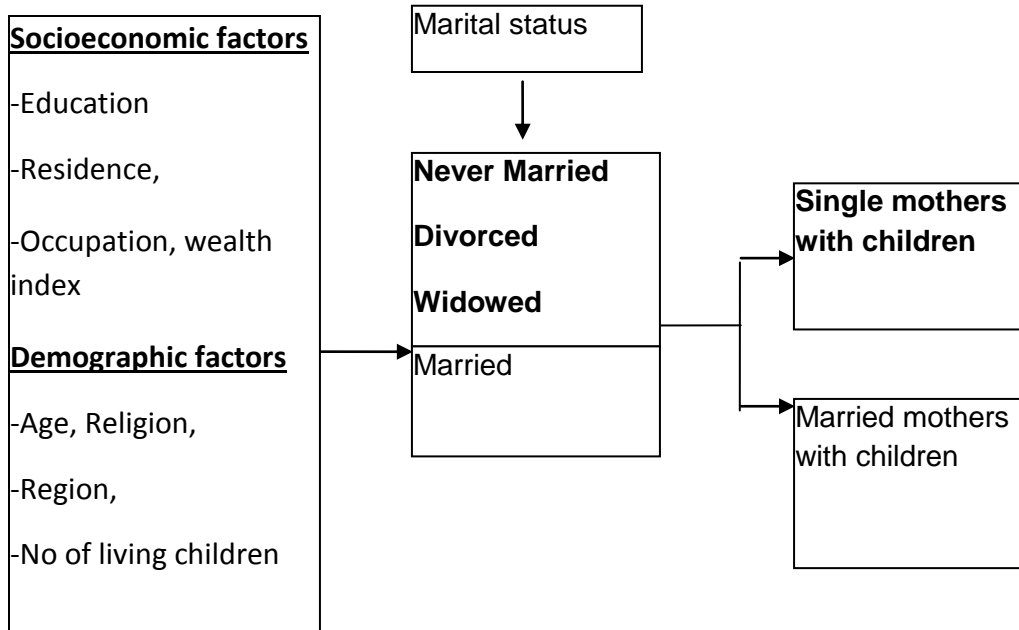 Socioeconomic factors
-Education
-Residence,
-Occupation, wealth
index
Demographic factors
-Age, Religion,
-Region,
-No of living children
Marital status
Never Married
Divorced
Widowed
Married
Single mothers
with children
Married mothers
with children